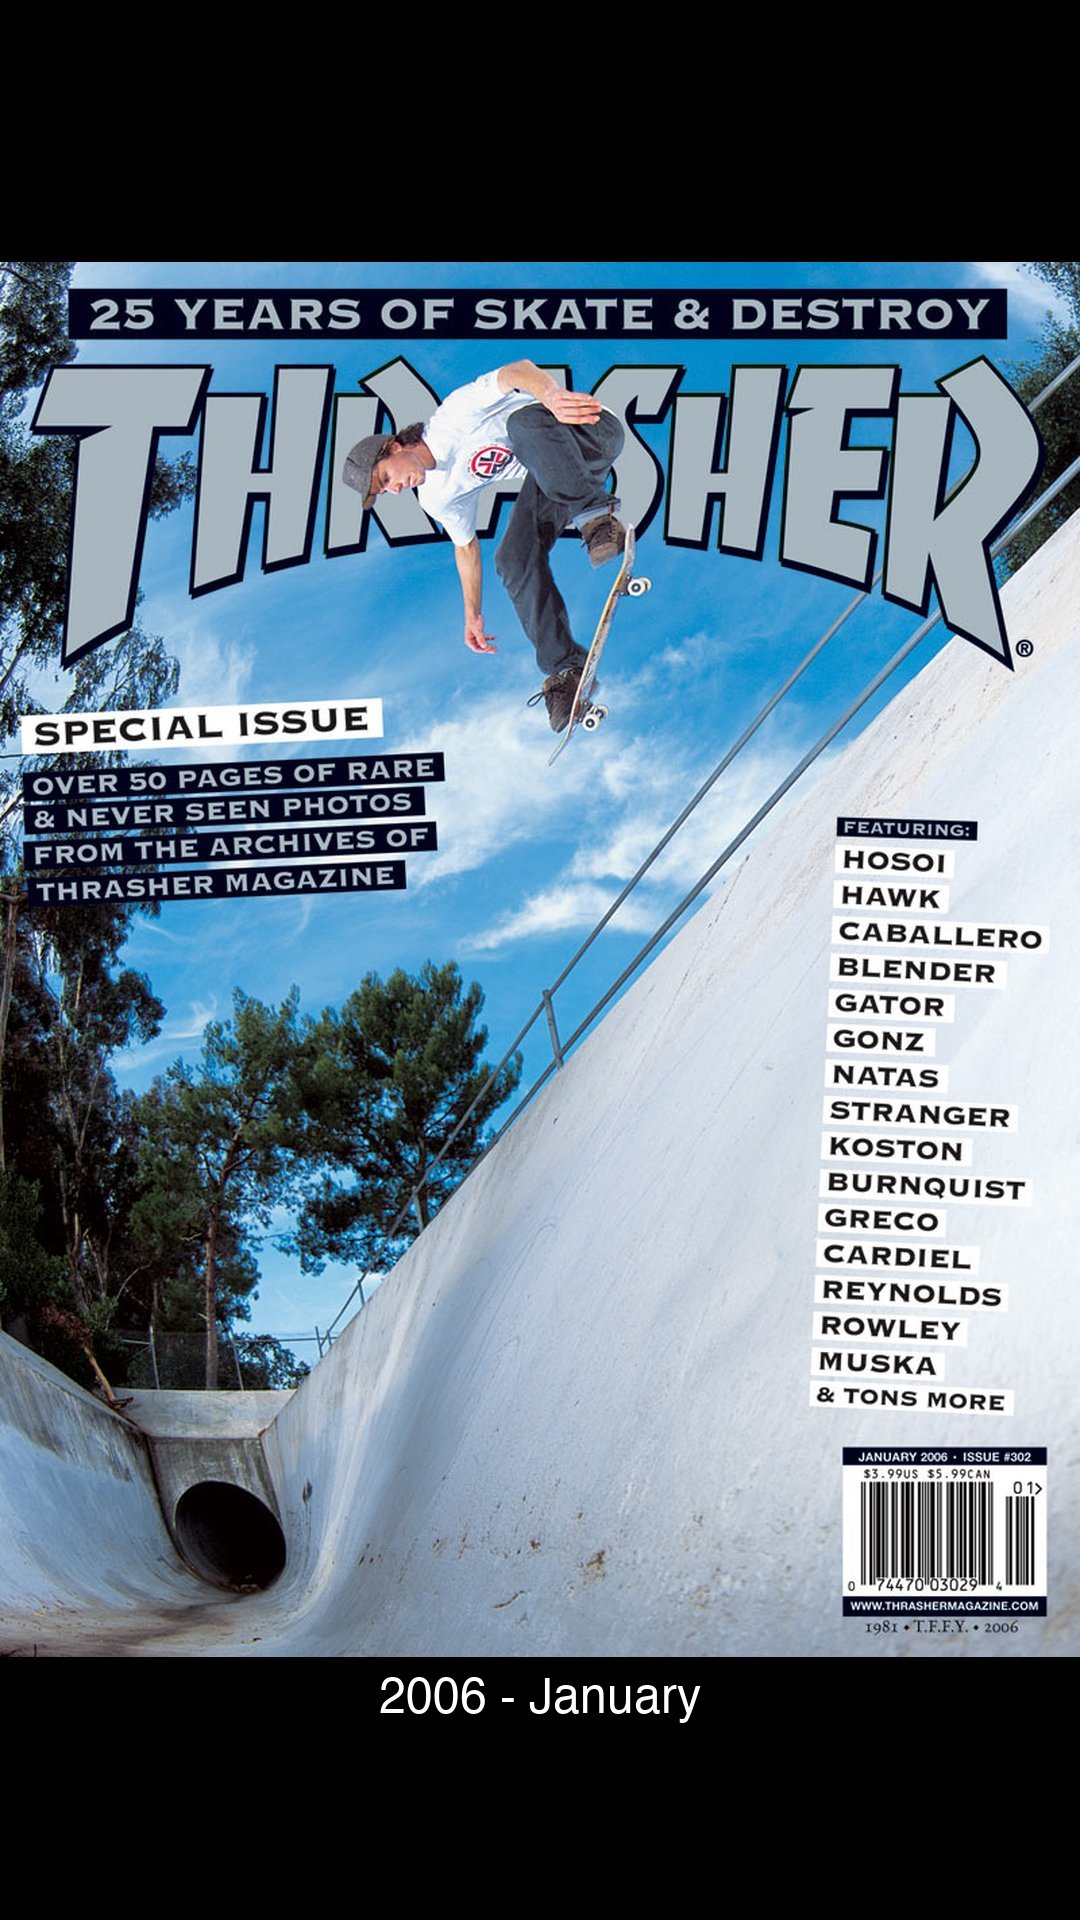 25 YEARS OF SKATE & DESTROY
THRASHER
®
SPECIAL ISSUE
OVER 50 PAGES OF RARE
& NEVER SEEN PHOTOS
FROM THE ARCHIVES OF
THRASHER MAGAZINE
FEATURING:
HOSOI
HAWK
CABALLERO
BLENDER
GATOR
GONZ
NATAS
STRANGER
KOSTON
BURNQUIST
GRECO
CARDIEL
REYNOLDS
ROWLEY
MUSKA
& TONS MORE
JANUARY 2006 • ISSUE #302
$3.99US $5.99CAN
01>
0 74470 03029 4
WWW.THRASHERMAGAZINE.COM
1981 • T.F.F.Y. • 2006
2006 - January